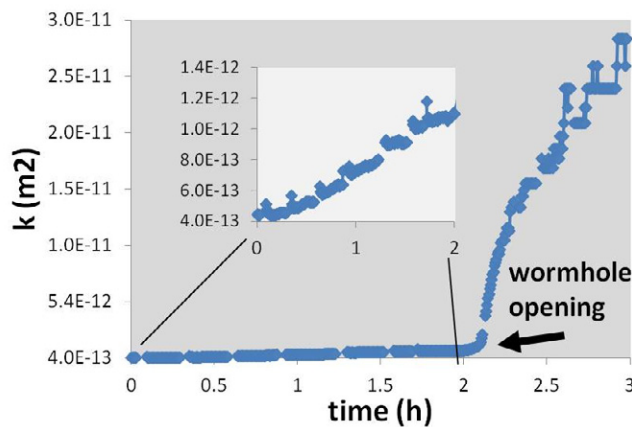 3.0E-11
2.5E-11
2.0E-11
1.5E-11
1.0E-11
5.4E-12
4.0E-13
k (m2)
1.4E-12
1.2E-12
1.0E-12
8.0E-13
6.0E-13
4.0E-13
0 1 2
wormhole
opening
0 0.5 1 1.5 2 2.5 3
time (h)